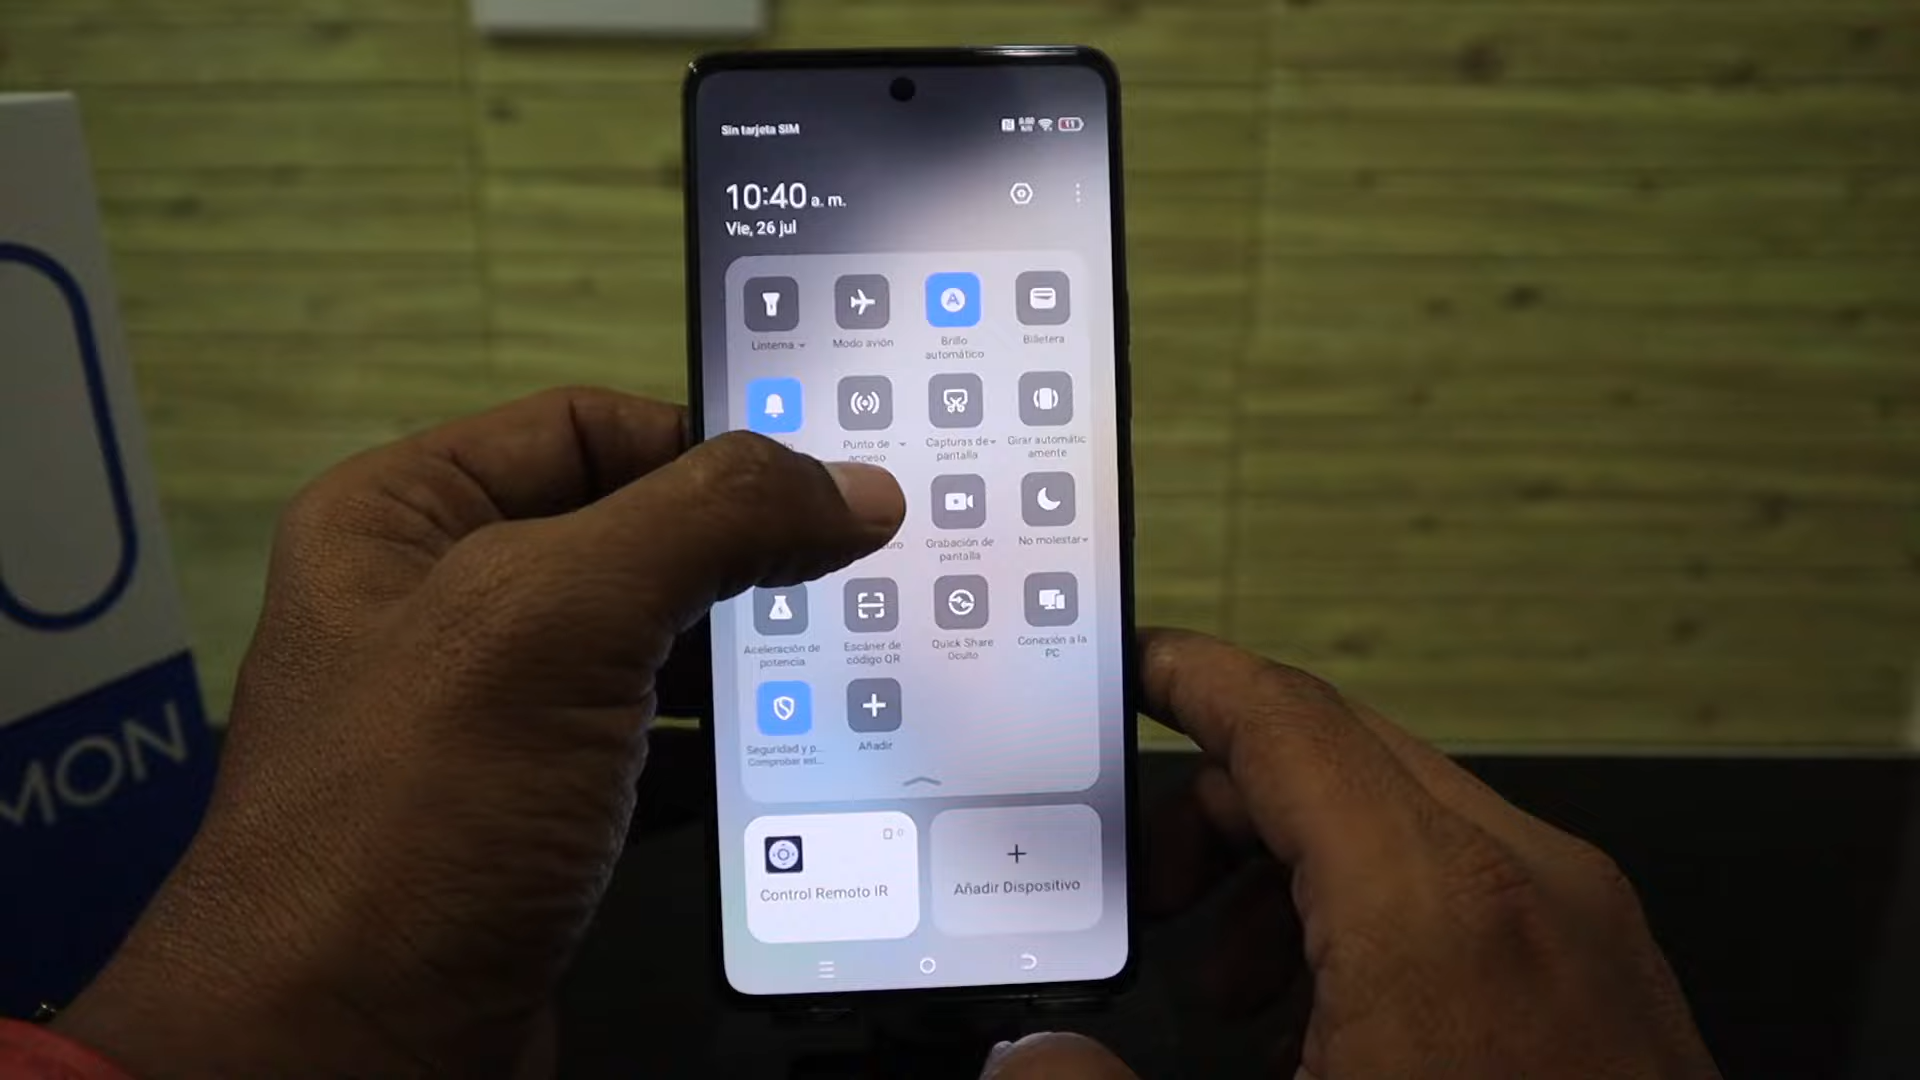 Sin tarjeta SIM
11
10:40 a. m.
Vie, 26 jul
Linterna
Modo avión
Brillo
automático
Billetera
Punto de
acceso
Capturas de
pantalla
Girar automátic
amente
Grabación de
pantalla
No molestar
Aceleración de
potencia
Escáner de
código QR
Quick Share
Oculto
Conexión a la
PC
Seguridad y p...
Comprobar est...
Añadir
Control Remoto IR
0
Añadir Dispositivo
MON